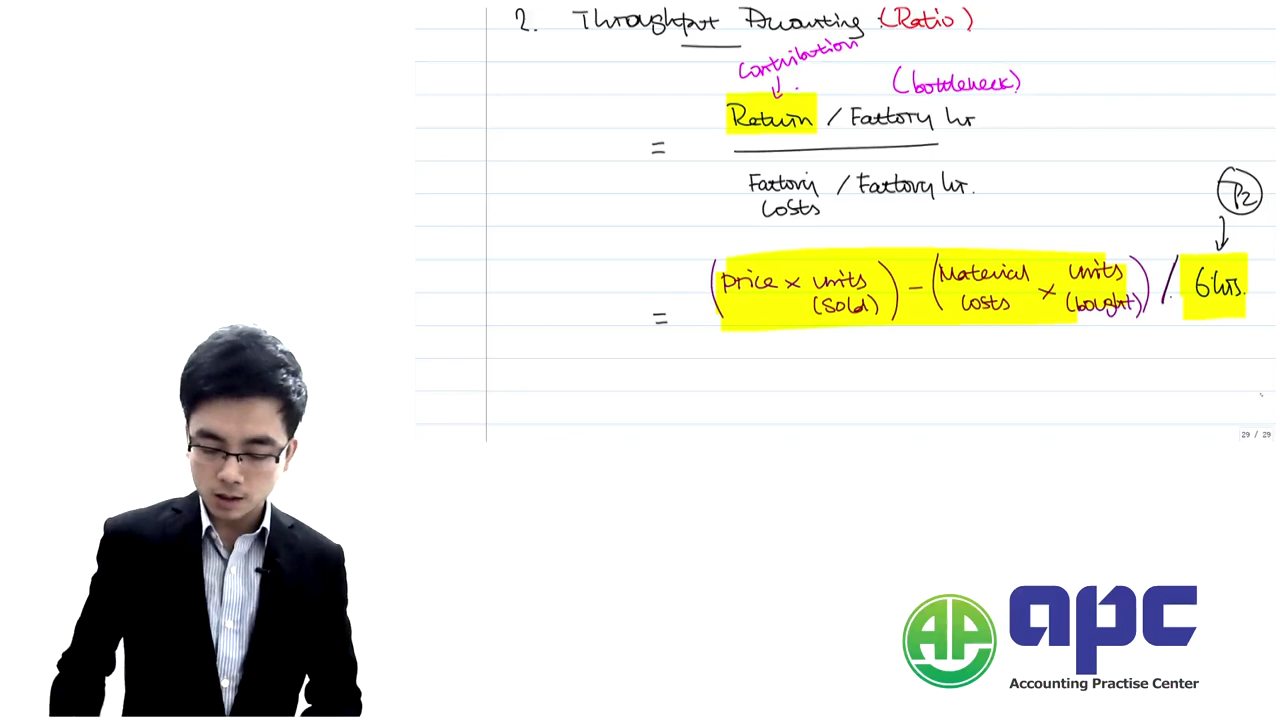 2. Throughput Accounting (Ratio)
contribution
(bottleneck)
Return / Factory hr
=
Factory / Factory hr.
Costs
P2
= (price × units (sold)) - (Material costs × units (bought)) / 6hrs.
29 / 29
AP
apc
Accounting Practise Center